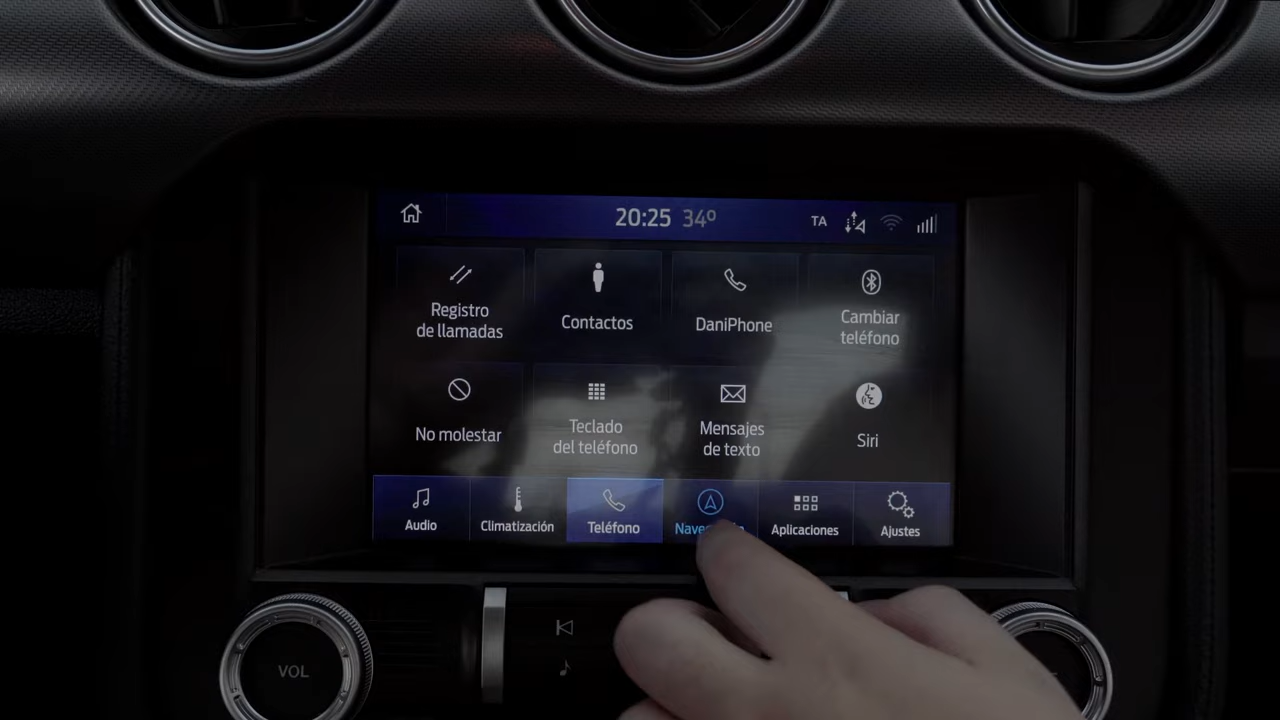 20:25 34º TA
Registro
de llamadas
Contactos
DaniPhone
Cambiar
teléfono
No molestar
Teclado
del teléfono
Mensajes
de texto
Siri
Audio
Climatización
Teléfono
Aplicaciones
Ajustes
VOL